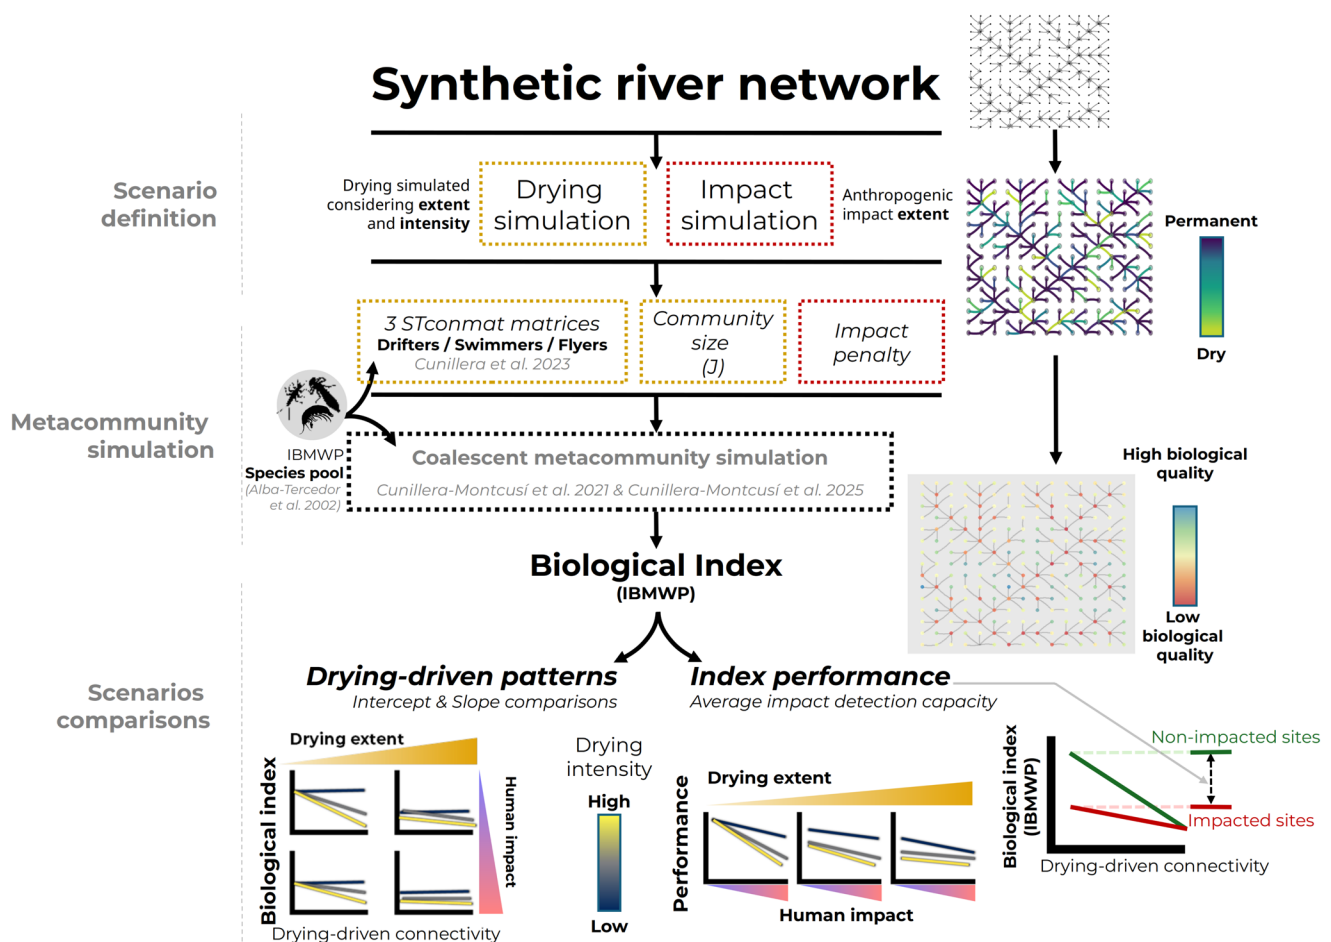 Synthetic river network
Scenario
definition
Drying simulated
considering extent
and intensity
Drying
simulation
Impact
simulation
Anthropogenic
impact extent
Permanent
Dry
3 STconmat matrices
Drifters / Swimmers / Flyers
Cunillera et al. 2023
Community
size
(J)
Impact
penalty
Metacommunity
simulation
IBMWP
Species pool
(Alba-Tercedor
et al. 2002)
Coalescent metacommunity simulation
Cunillera-Montcusí et al. 2021 & Cunillera-Montcusí et al. 2025
High biological
quality
Low
biological
quality
Biological Index
(IBMWP)
Scenarios
comparisons
Drying-driven patterns
Intercept & Slope comparisons
Index performance
Average impact detection capacity
Drying extent
Biological index
Human impact
Drying-driven connectivity
Drying
intensity
High
Low
Performance
Drying extent
Human impact
Biological index
(IBMWP)
Non-impacted sites
Impacted sites
Drying-driven connectivity